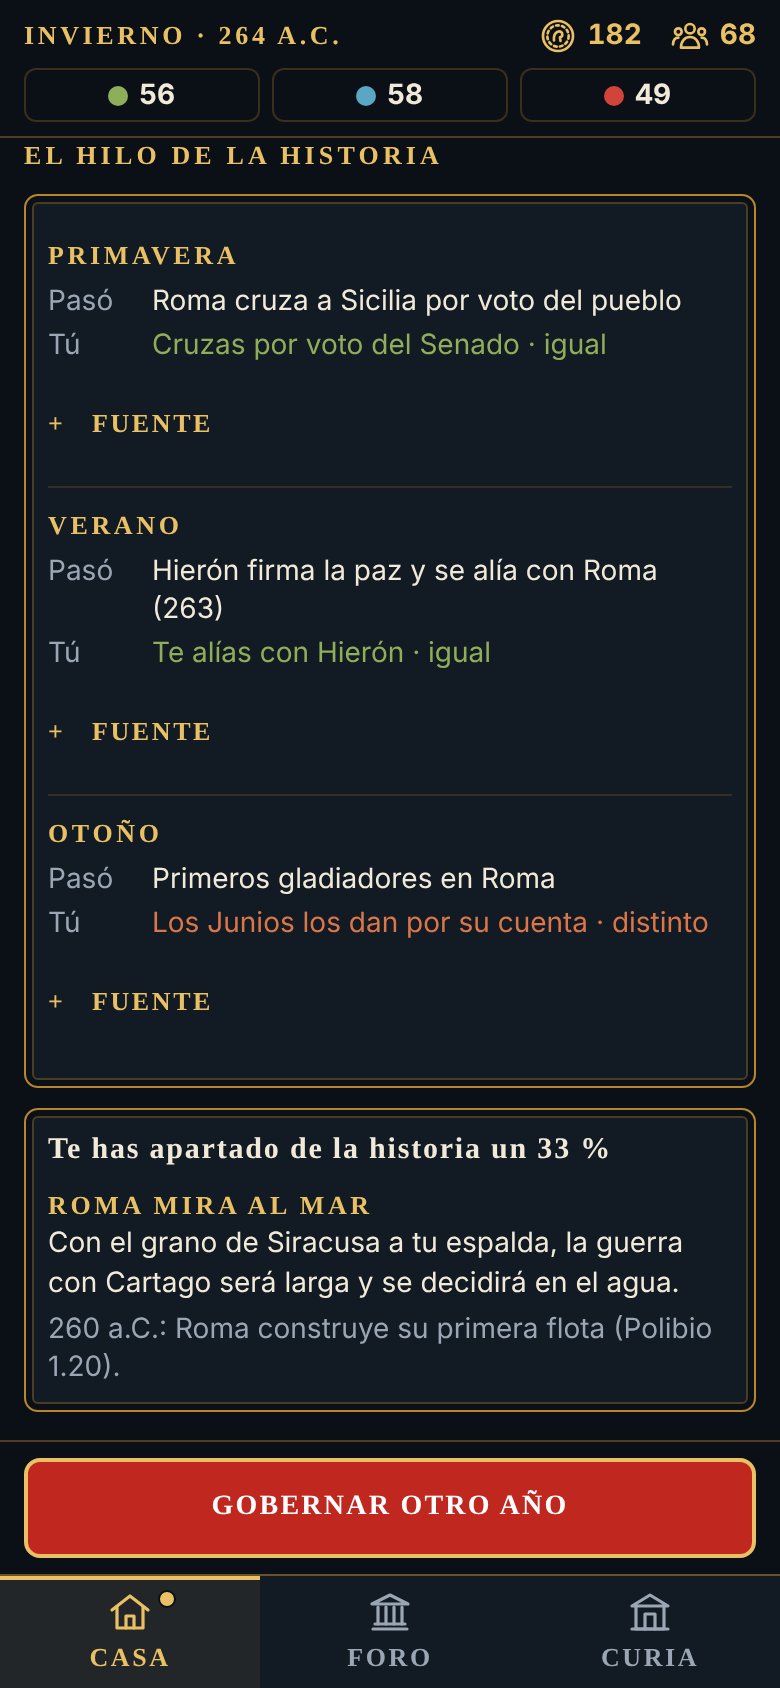 INVIERNO · 264 A.C. 182 68
56 58 49
EL HILO DE LA HISTORIA
PRIMAVERA
Pasó Roma cruza a Sicilia por voto del pueblo
Tú Cruzas por voto del Senado · igual
+ FUENTE
VERANO
Pasó Hierón firma la paz y se alía con Roma
(263)
Tú Te alías con Hierón · igual
+ FUENTE
OTOÑO
Pasó Primeros gladiadores en Roma
Tú Los Junios los dan por su cuenta · distinto
+ FUENTE
Te has apartado de la historia un 33 %
ROMA MIRA AL MAR
Con el grano de Siracusa a tu espalda, la guerra
con Cartago será larga y se decidirá en el agua.
260 a.C.: Roma construye su primera flota (Polibio
1.20).
GOBERNAR OTRO AÑO
CASA FORO CURIA